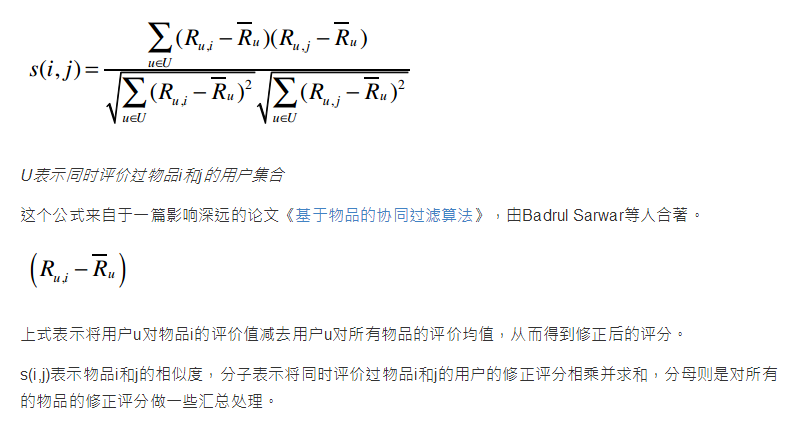 s(i,j) = \frac{\sum_{u \in U} (R_{u,i} - \overline{R}_u)(R_{u,j} - \overline{R}_u)}{\sqrt{\sum_{u \in U} (R_{u,i} - \overline{R}_u)^2} \sqrt{\sum_{u \in U} (R_{u,j} - \overline{R}_u)^2}}
U表示同时评价过物品i和j的用户集合
这个公式来自于一篇影响深远的论文《基于物品的协同过滤算法》，由Badrul Sarwar等人合著。
(R_{u,i} - \overline{R}_u)
上式表示将用户u对物品i的评价值减去用户u对所有物品的评价均值，从而得到修正后的评分。
s(i,j)表示物品i和j的相似度，分子表示将同时评价过物品i和j的用户的修正评分相乘并求和，分母则是对所有
的物品的修正评分做一些汇总处理。